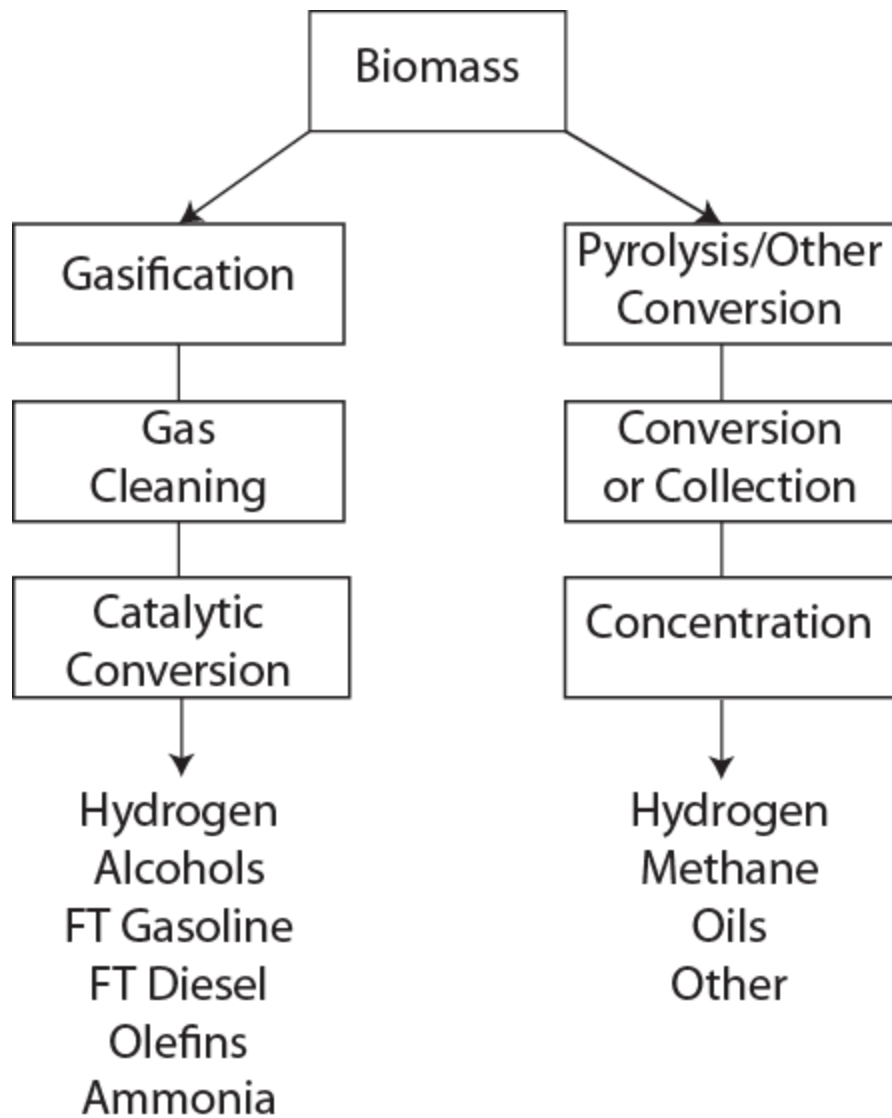 Biomass
Gasification
Gas
Cleaning
Catalytic
Conversion
Hydrogen
Alcohols
FT Gasoline
FT Diesel
Olefins
Ammonia
Pyrolysis/Other
Conversion
Conversion
or Collection
Concentration
Hydrogen
Methane
Oils
Other